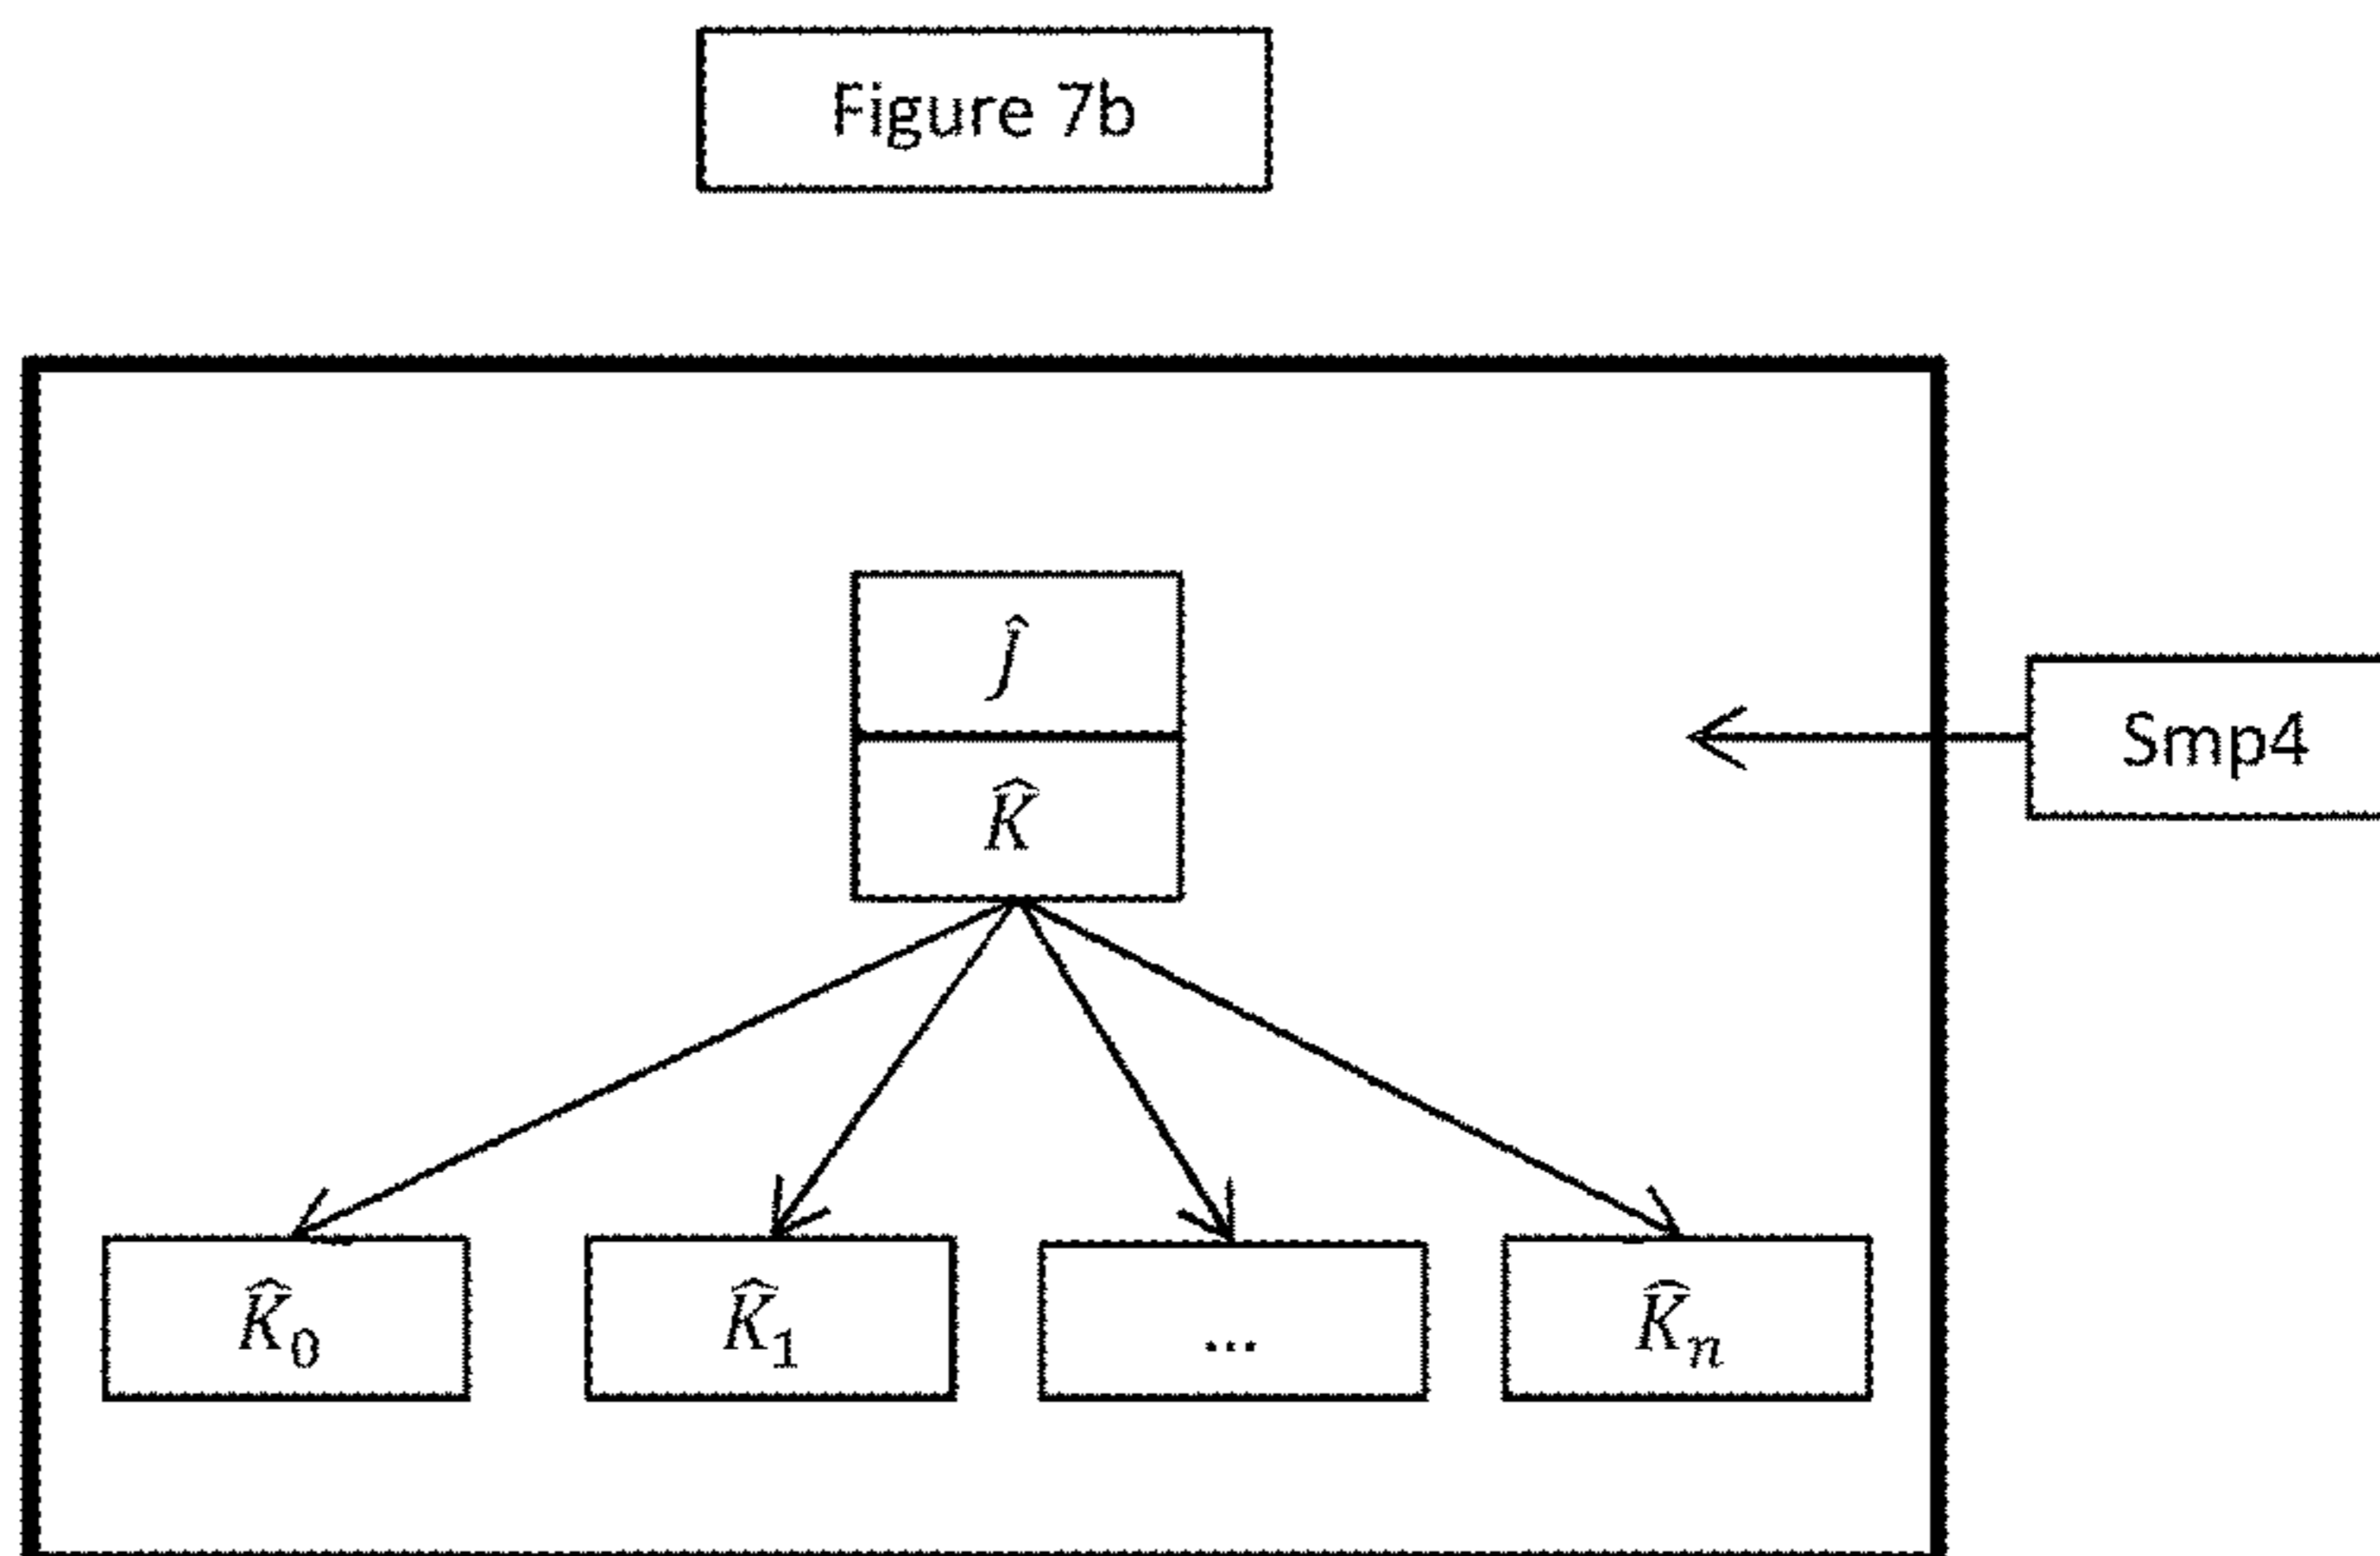 Figure 7b
ĵ
K̂
Smp4
K̂₀
K̂₁
...
K̂ₙ